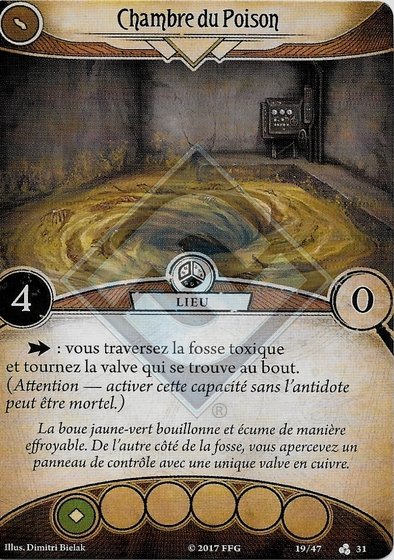 Chambre du Poison
4
LIEU
0
: vous traversez la fosse toxique
et tournez la valve qui se trouve au bout.
(Attention — activer cette capacité sans l'antidote
peut être mortel.)
®
La boue jaune-vert bouillonne et écume de manière
effroyable. De l'autre côté de la fosse, vous apercevez un
panneau de contrôle avec une unique valve en cuivre.
Illus. Dimitri Bielak © 2017 FFG 19/47 31